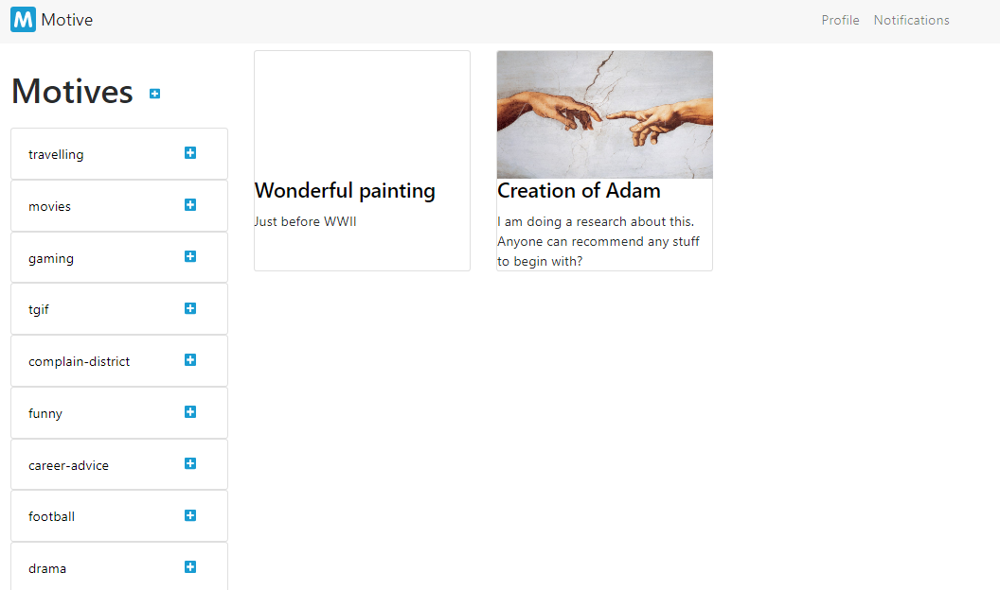 M Motive
Profile Notifications
Motives
travelling
movies
gaming
tgif
complain-district
funny
career-advice
football
drama
Wonderful painting
Just before WWII
Creation of Adam
I am doing a research about this.
Anyone can recommend any stuff
to begin with?